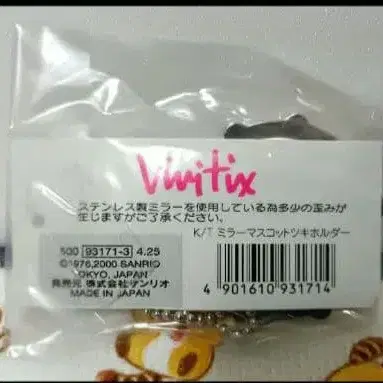 Vivitix
ステンレス製ミラーを使用している為多少の歪みが
生じますがご了承ください。
K/T ミラーマスコットツキホルダー
500 93171-3 4.25
©1976,2000 SANRIO
TOKYO, JAPAN
発売元 株式会社サンリオ
MADE IN JAPAN
4 901610 931714